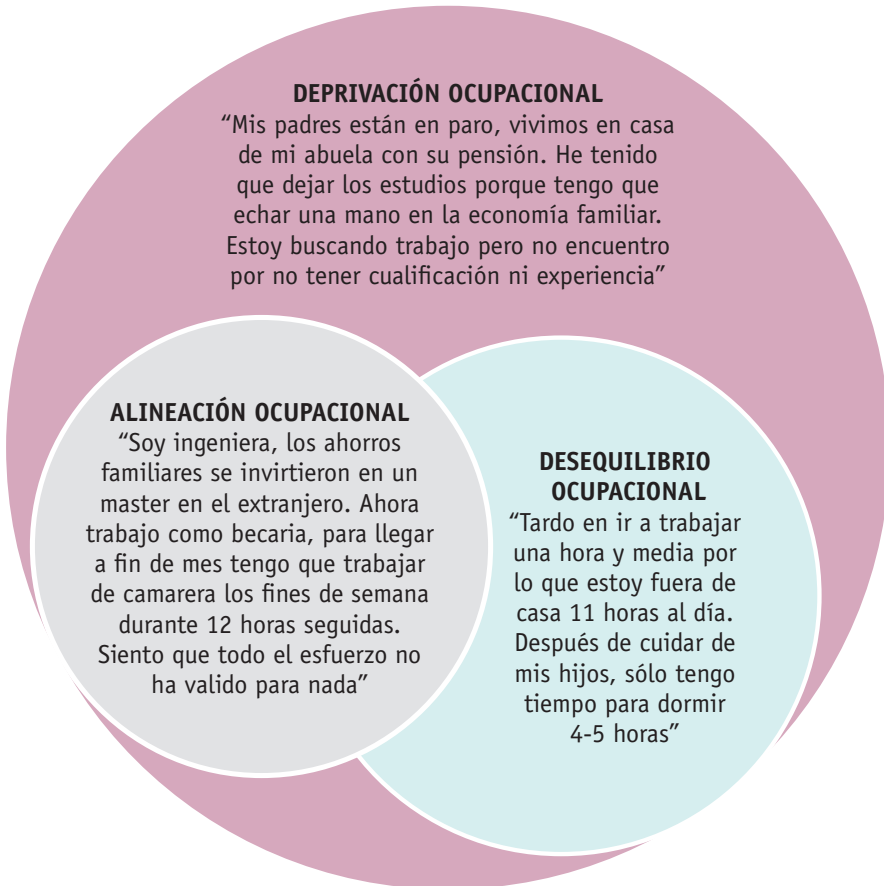 DEPRIVACIÓN OCUPACIONAL
“Mis padres están en paro, vivimos en casa
de mi abuela con su pensión. He tenido
que dejar los estudios porque tengo que
echar una mano en la economía familiar.
Estoy buscando trabajo pero no encuentro
por no tener cualificación ni experiencia”
ALINEACIÓN OCUPACIONAL
“Soy ingeniera, los ahorros
familiares se invirtieron en un
master en el extranjero. Ahora
trabajo como becaria, para llegar
a fin de mes tengo que trabajar
de camarera los fines de semana
durante 12 horas seguidas.
Siento que todo el esfuerzo no
ha valido para nada”
DESEQUILIBRIO
OCUPACIONAL
“Tardo en ir a trabajar
una hora y media por
lo que estoy fuera de
casa 11 horas al día.
Después de cuidar de
mis hijos, sólo tengo
tiempo para dormir
4-5 horas”